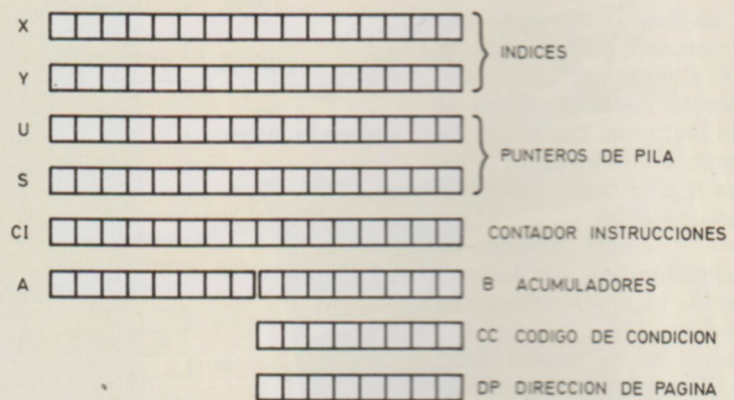 X
INDICES
Y
U
PUNTEROS DE PILA
S
CI CONTADOR INSTRUCCIONES
A B ACUMULADORES
CC CODIGO DE CONDICION
DP DIRECCION DE PAGINA